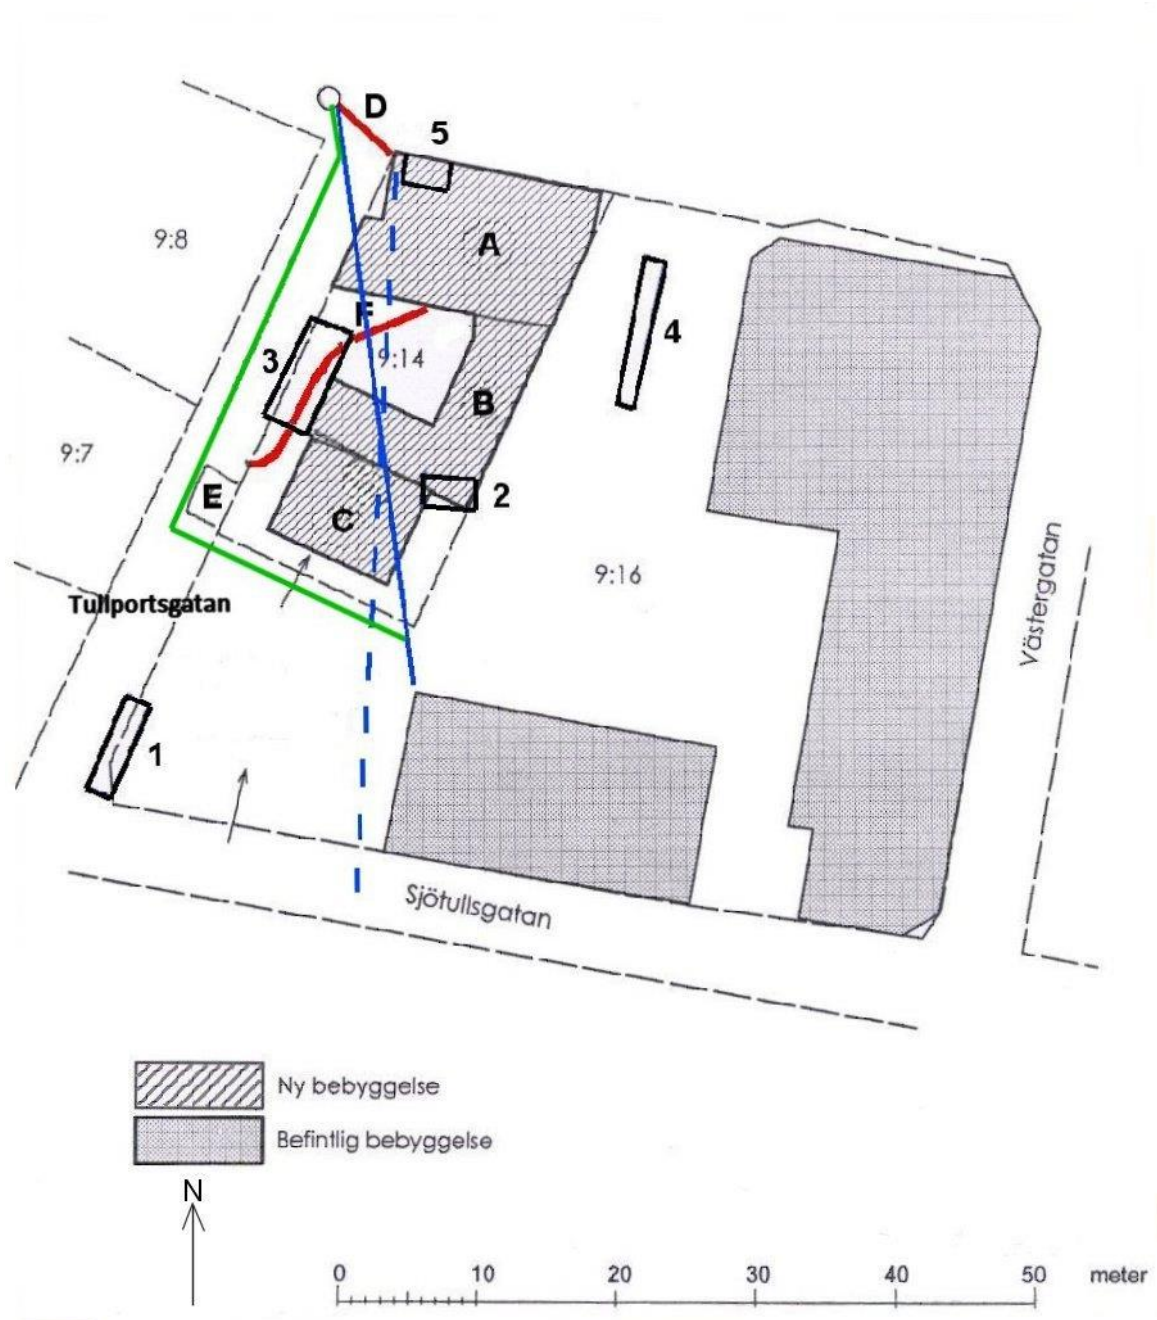 D
5
9:8
A
F
4
3
9:14
B
9:7
E
2
C
9:16
Västergatan
Tullportsgatan
1
Sjötullsgatan
Ny bebyggelse
Befintlig bebyggelse
N
0 10 20 30 40 50 meter